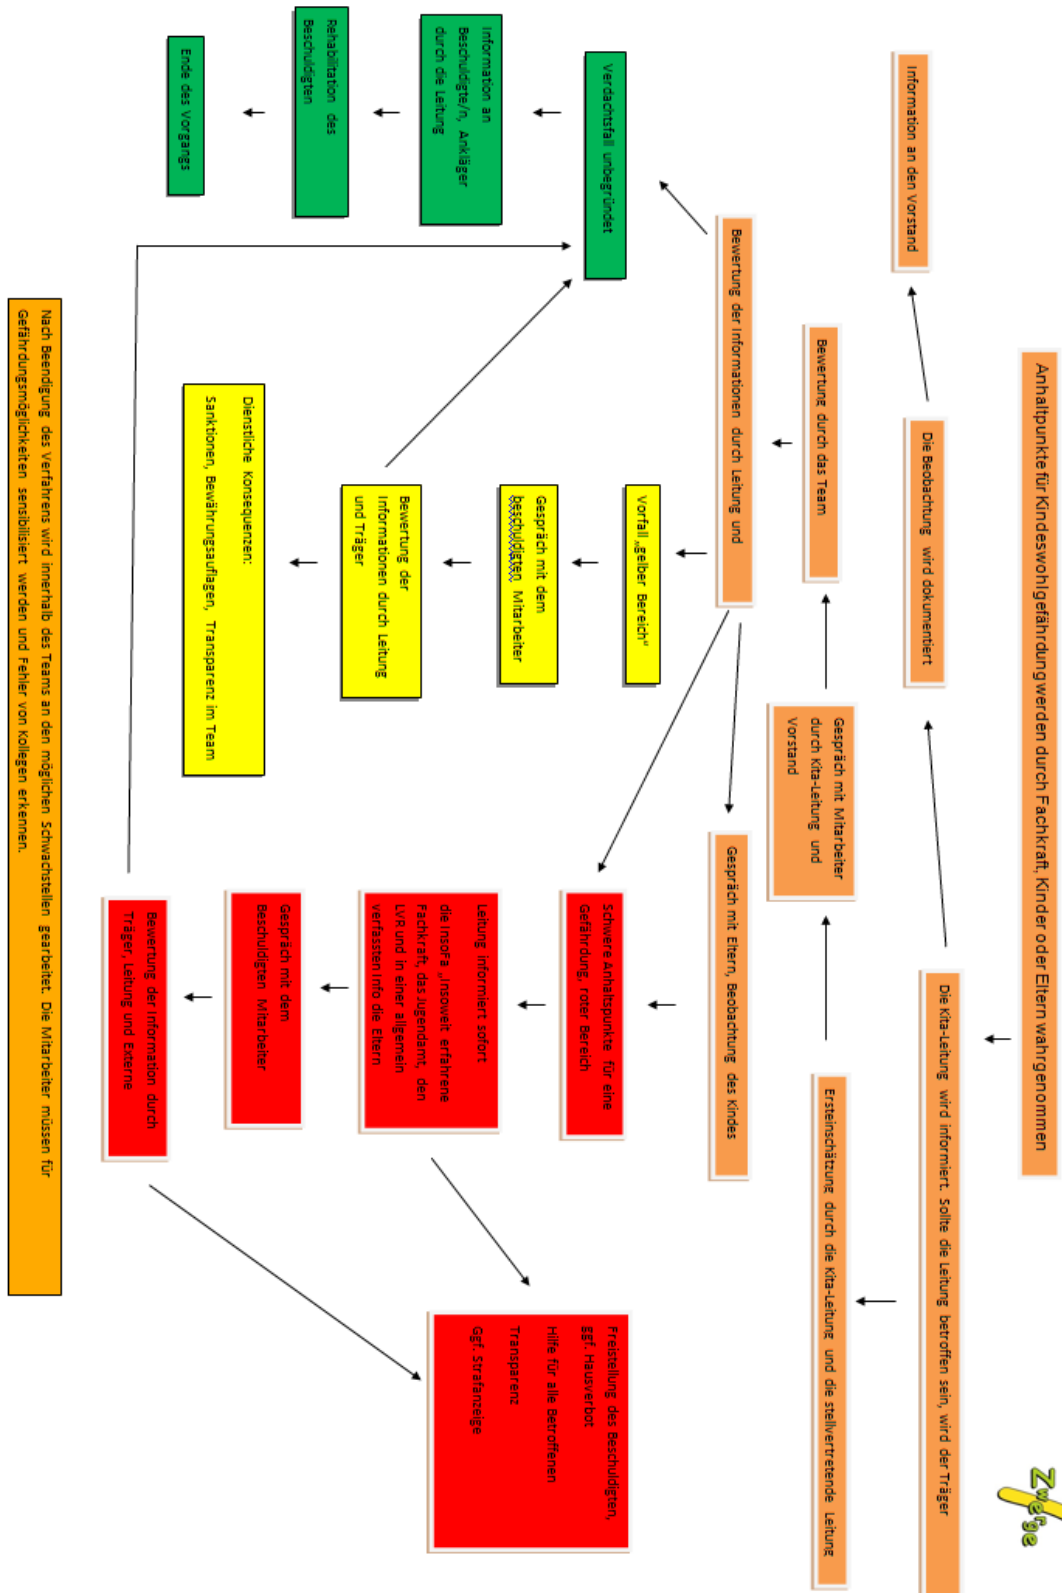 Zwerge
Anhaltpunkte für Kindeswohlgefährdung werden durch Fachkraft, Kinder oder Eltern wahrgenommen
Die Kita-Leitung wird informiert. Sollte die Leitung betroffen sein, wird der Träger
Die Beobachtung wird dokumentiert
Information an den Vorstand
Ersteinschätzung durch die Kita-Leitung und die stellvertretende Leitung
Gespräch mit Mitarbeiter
durch Kita-Leitung und
Vorstand
Bewertung durch das Team
Bewertung der Informationen durch Leitung und
Gespräch mit Eltern, Beobachtung des Kindes
Verdachtsfall unbegründet
Information an
Beschuldigte/n, Ankläger
durch die Leitung
Rehabilitation des
Beschuldigten
Ende des Vorgangs
Vorfall „gelber Bereich“
Gespräch mit dem
beschuldigten Mitarbeiter
Bewertung der
Informationen durch Leitung
und Träger
Dienstliche Konsequenzen:
Sanktionen, Bewährungsauflagen, Transparenz im Team
Schwere Anhaltspunkte für eine
Gefährdung, roter Bereich
Leitung informiert sofort
die InsoFa „Insoweit erfahrene
Fachkraft, das Jugendamt, den
LVR und in einer allgemein
verfassten Info die Eltern
Gespräch mit dem
Beschuldigten Mitarbeiter
Bewertung der Information durch
Träger, Leitung und Externe
Freistellung des Beschuldigten,
ggf. Hausverbot
Hilfe für alle Betroffenen
Transparenz
Ggf. Strafanzeige
Nach Beendigung des Verfahrens wird innerhalb des Teams an den möglichen Schwachstellen gearbeitet. Die Mitarbeiter müssen für
Gefährdungsmöglichkeiten sensibilisiert werden und Fehler von Kollegen erkennen.